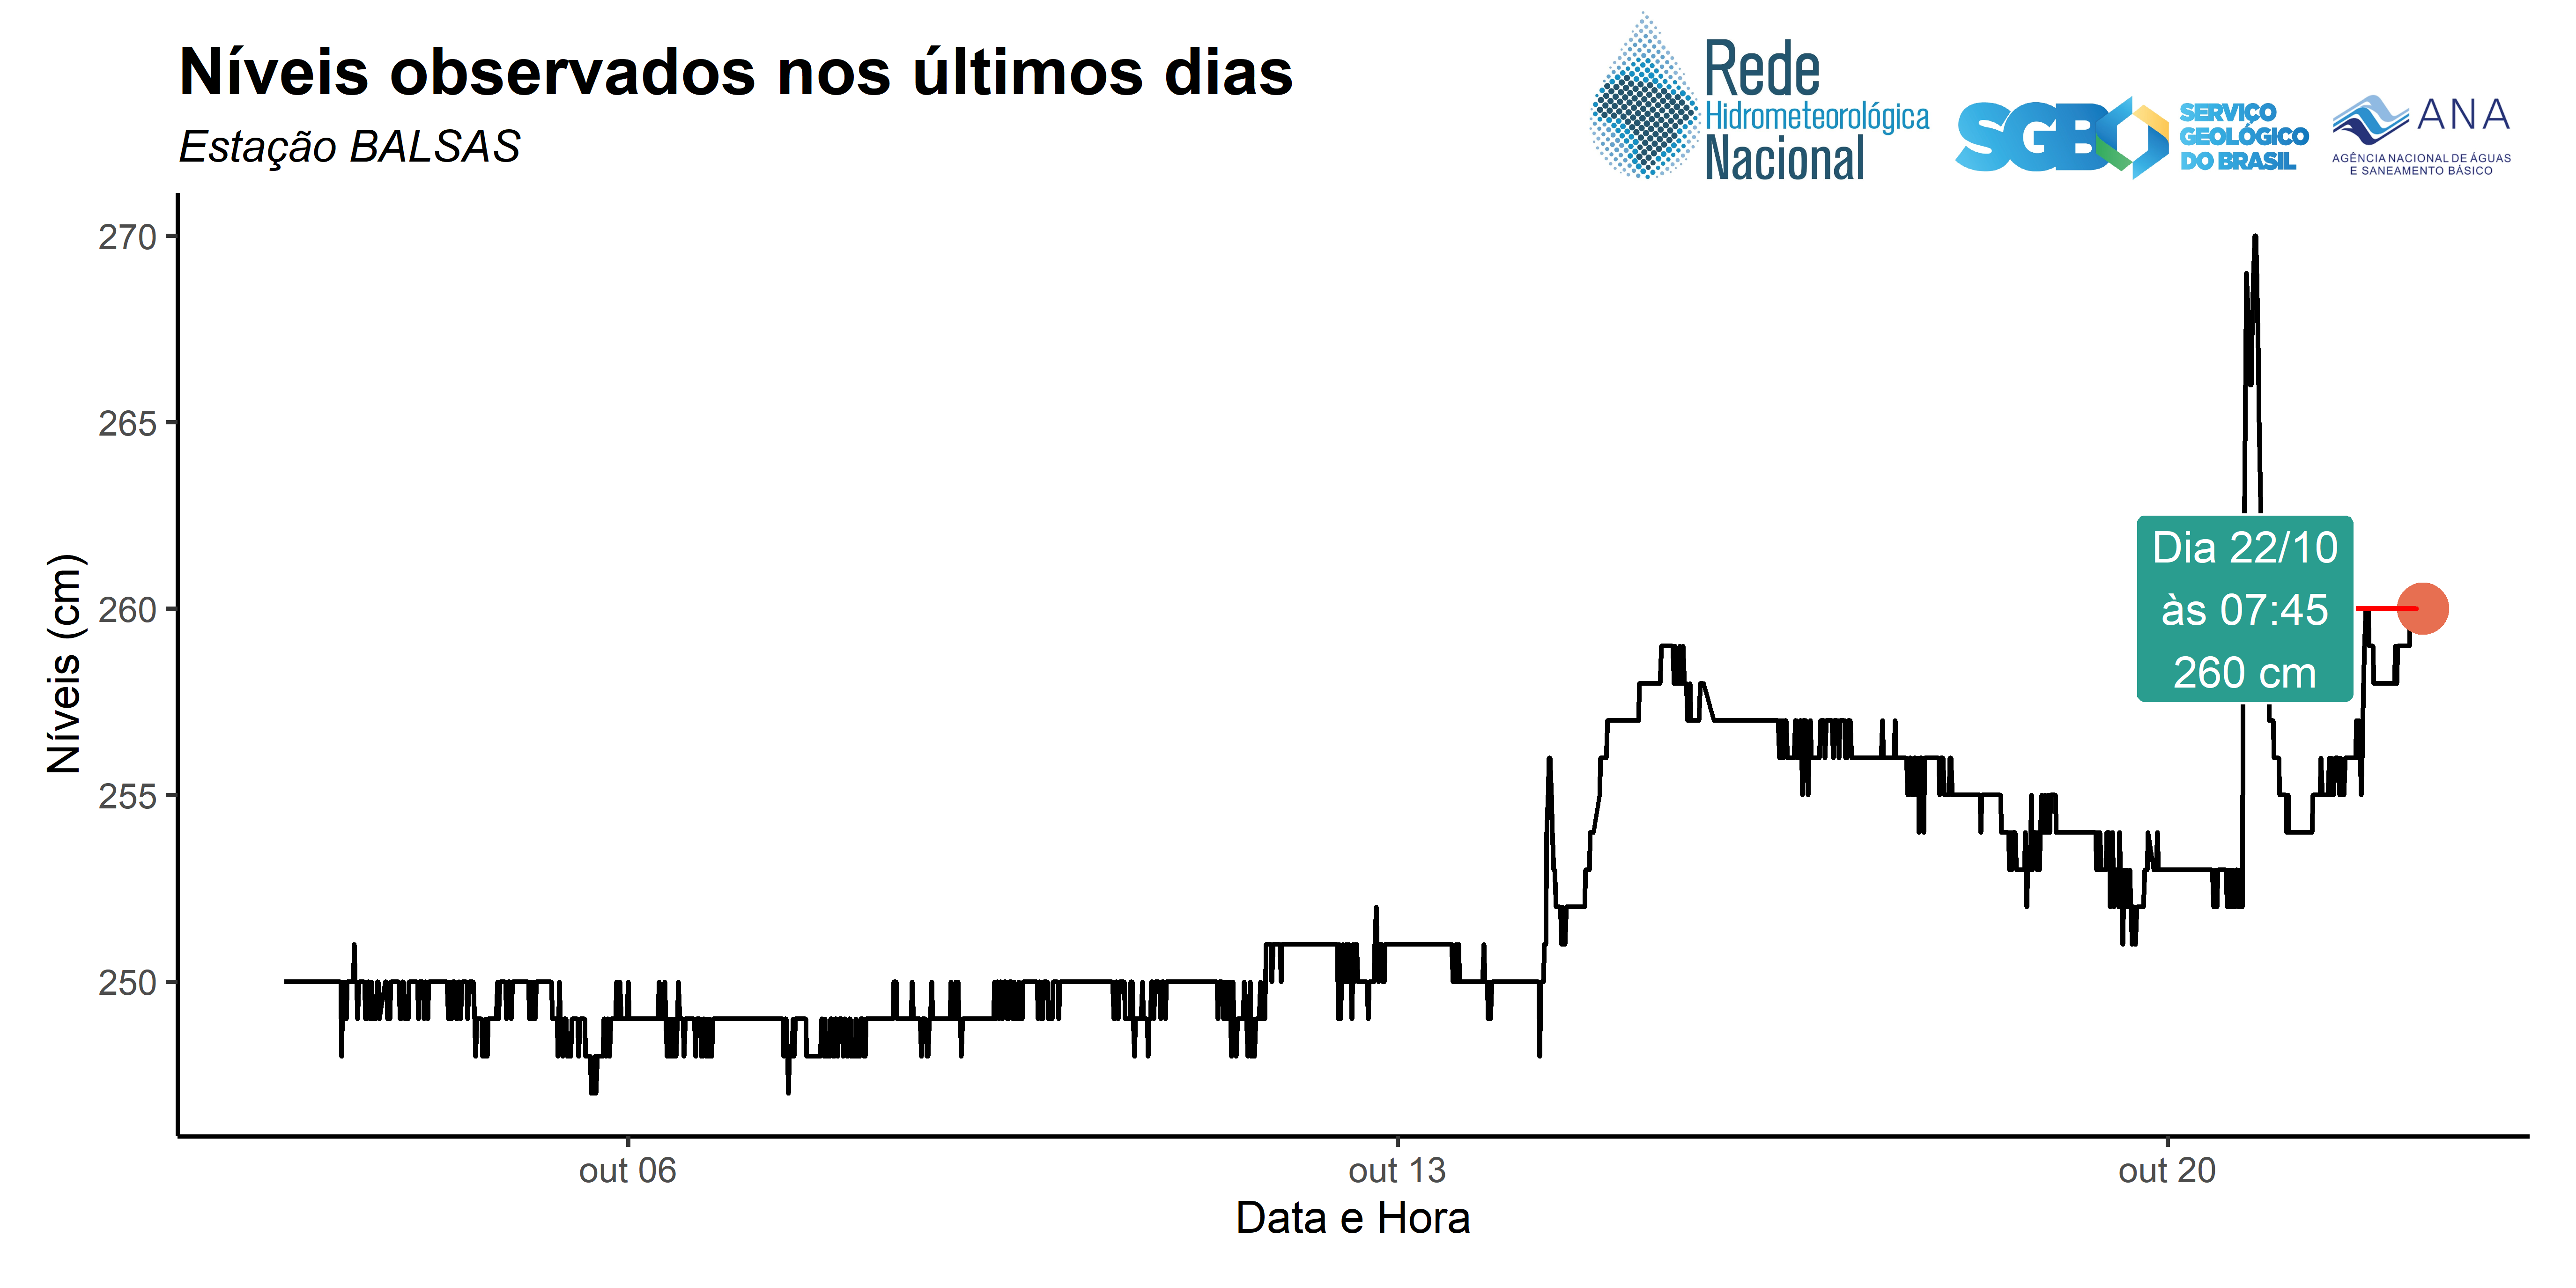 Níveis observados nos últimos dias
Estação BALSAS
Rede
Hidrometeorológica
Nacional
SGB
SERVIÇO
GEOLÓGICO
DO BRASIL
ANA
AGÊNCIA NACIONAL DE ÁGUAS
E SANEAMENTO BÁSICO
Níveis (cm)
270
265
260
255
250
Dia 22/10
às 07:45
260 cm
out 06
out 13
out 20
Data e Hora